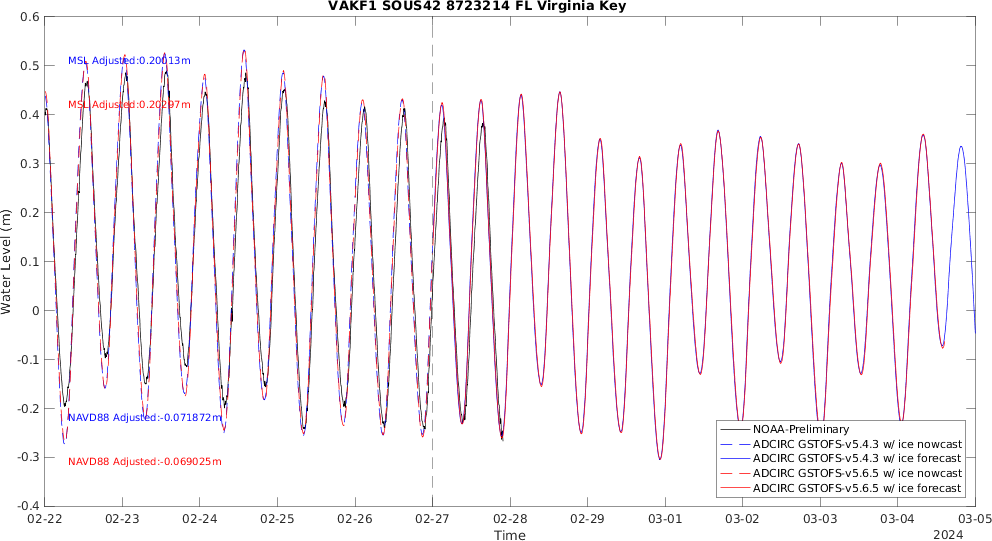 VAKF1 SOUS42 8723214 FL Virginia Key
Water Level (m)
0.6
0.5
0.4
0.3
0.2
0.1
0
-0.1
-0.2
-0.3
-0.4
MSL Adjusted:0.20013m
MSL Adjusted:0.20297m
NAVD88 Adjusted:-0.071872m
NAVD88 Adjusted:-0.069025m
NOAA-Preliminary
ADCIRC GSTOFS-v5.4.3 w/ ice nowcast
ADCIRC GSTOFS-v5.4.3 w/ ice forecast
ADCIRC GSTOFS-v5.6.5 w/ ice nowcast
ADCIRC GSTOFS-v5.6.5 w/ ice forecast
02-22 02-23 02-24 02-25 02-26 02-27 02-28 02-29 03-01 03-02 03-03 03-04 03-05
Time
2024